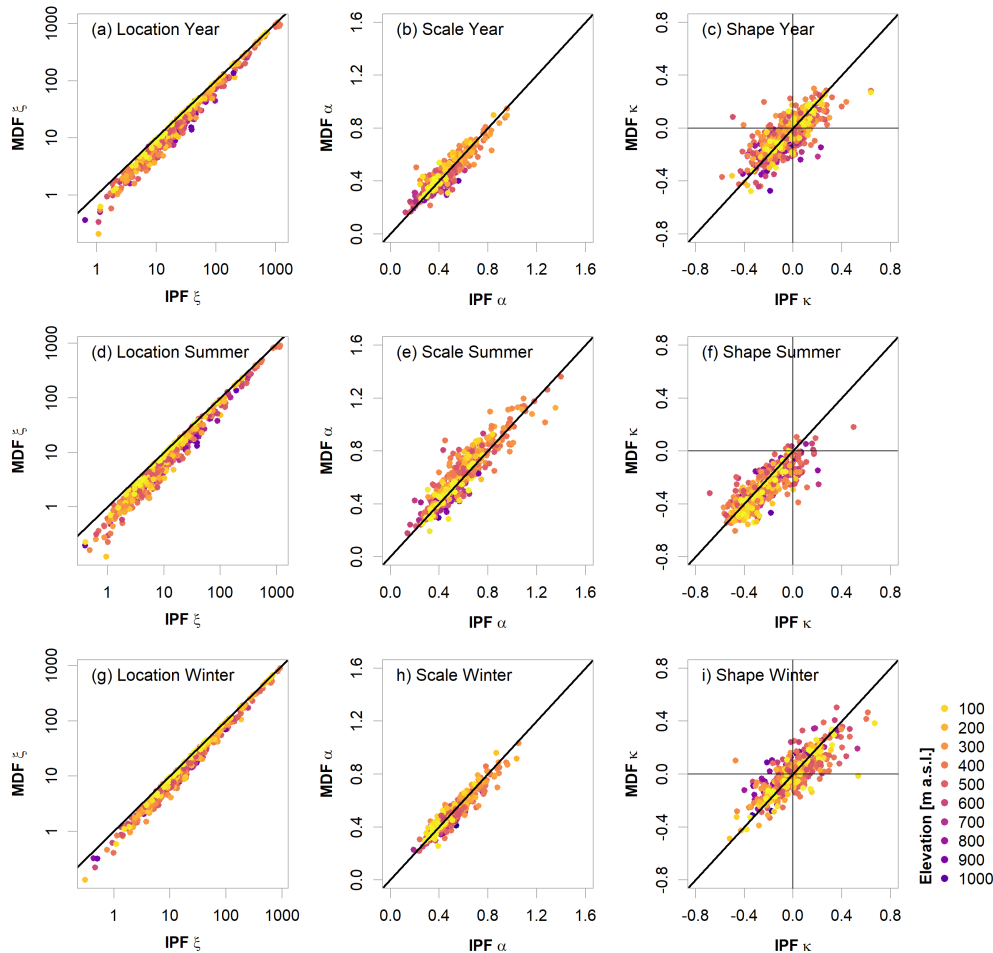 (a) Location Year
MDF ξ
1000
100
10
1
1 10 100 1000
IPF ξ
(b) Scale Year
MDF α
1.6
1.2
0.8
0.4
0.0
0.0 0.4 0.8 1.2 1.6
IPF α
(c) Shape Year
MDF κ
0.8
0.4
0.0
-0.4
-0.8
-0.8 -0.4 0.0 0.4 0.8
IPF κ
(d) Location Summer
MDF ξ
1000
100
10
1
1 10 100 1000
IPF ξ
(e) Scale Summer
MDF α
1.6
1.2
0.8
0.4
0.0
0.0 0.4 0.8 1.2 1.6
IPF α
(f) Shape Summer
MDF κ
0.8
0.4
0.0
-0.4
-0.8
-0.8 -0.4 0.0 0.4 0.8
IPF κ
(g) Location Winter
MDF ξ
1000
100
10
1
1 10 100 1000
IPF ξ
h) Scale Winter
MDF α
1.6
1.2
0.8
0.4
0.0
0.0 0.4 0.8 1.2 1.6
IPF α
i) Shape Winter
MDF κ
0.8
0.4
0.0
-0.4
-0.8
-0.8 -0.4 0.0 0.4 0.8
IPF κ
Elevation [m a.s.l.]
100
200
300
400
500
600
700
800
900
1000